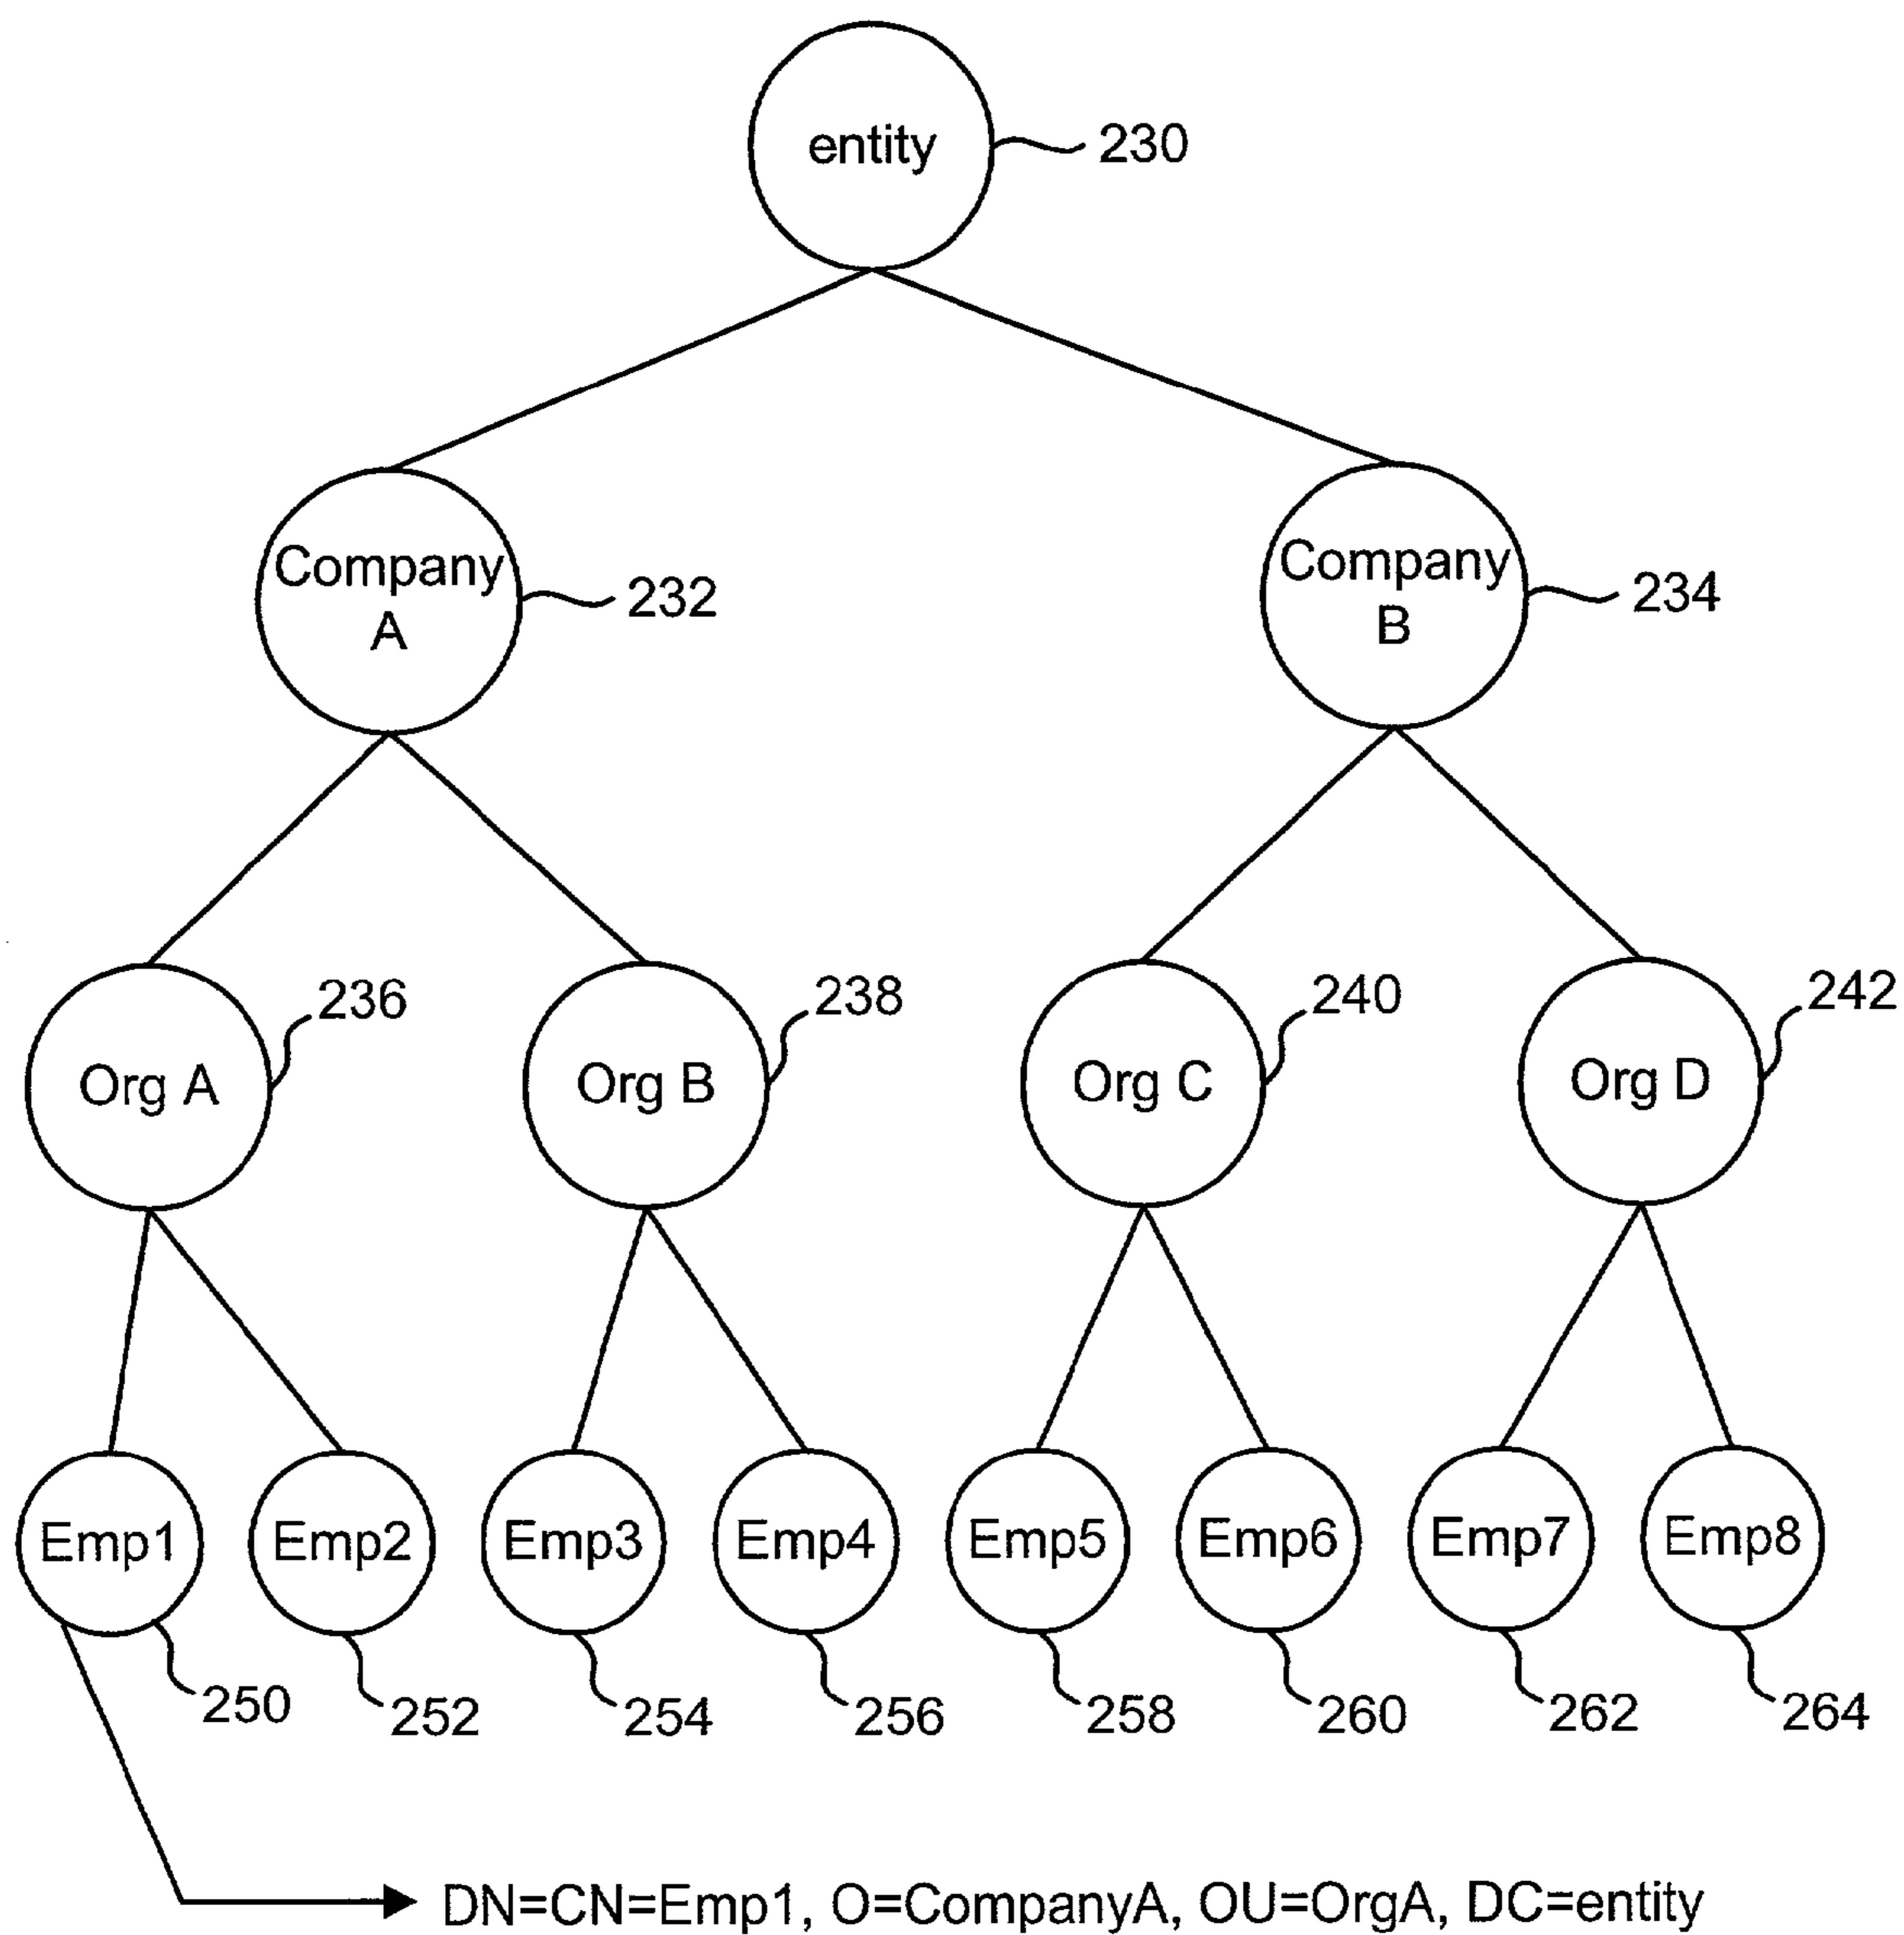 entity
230
Company
A
232
Company
B
234
Org A
236
Org B
238
Org C
240
Org D
242
Emp1
Emp2
Emp3
Emp4
Emp5
Emp6
Emp7
Emp8
250
252
254
256
258
260
262
264
DN=CN=Emp1, O=CompanyA, OU=OrgA, DC=entity